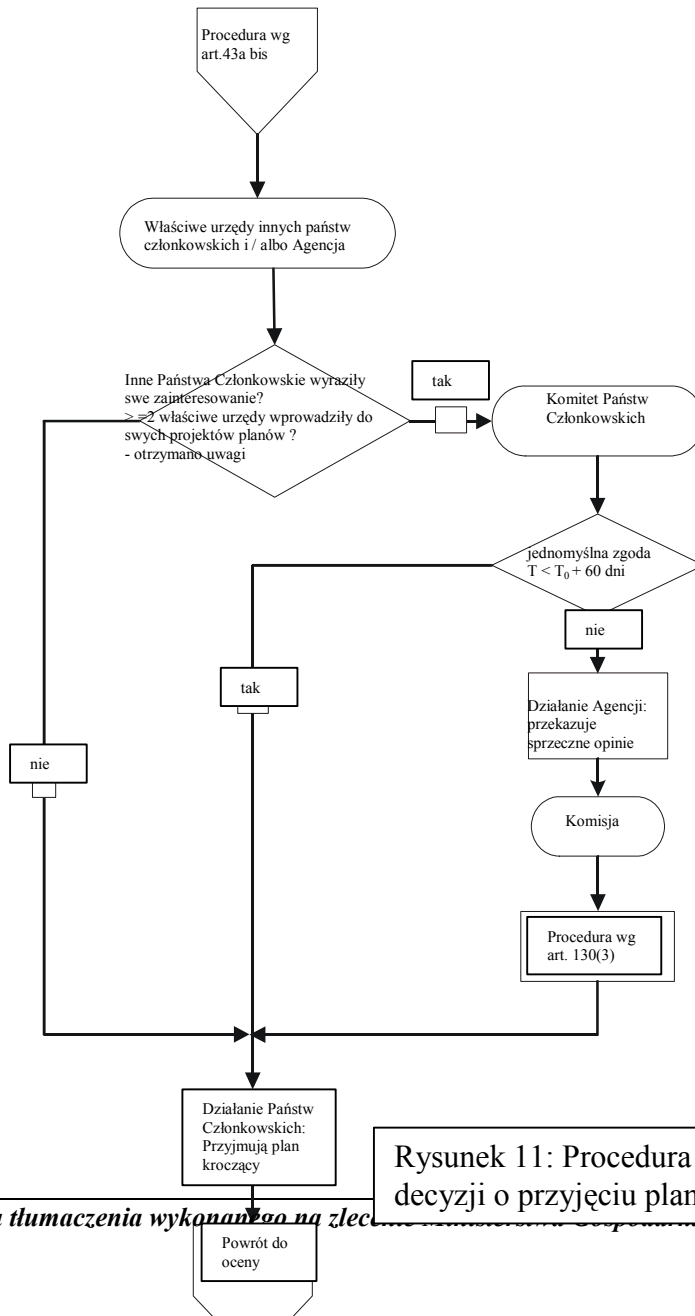 Procedura wg
art.43a bis
Właściwe urzędy innych państw
członkowskich i / albo Agencja
Inne Państwa Członkowskie wyraziły
swe zainteresowanie?
> =2 właściwe urzędy wprowadziły do
swych projektów planów ?
- otrzymano uwagi
tak
Komitet Państw
Członkowskich
jednomyślna zgoda
T < T₀ + 60 dni
nie
tak
Działanie Agencji:
przekazuje
sprzeczne opinie
nie
Komisja
Procedura wg
art. 130(3)
Działanie Państw
Członkowskich:
Przyjmują plan
kroczący
Rysunek 11: Procedura
decyzji o przyjęciu plan
tłumaczenia wykonanego na zlecenie Ministerstwa
Powrót do
oceny